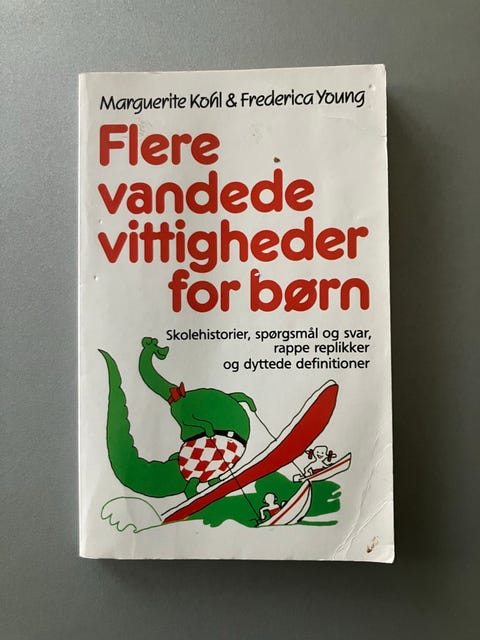 Marguerite Kohl & Frederica Young
Flere
vandede
vittigheder
for børn
Skolehistorier, spørgsmål og svar,
rappe replikker
og dyttede definitioner